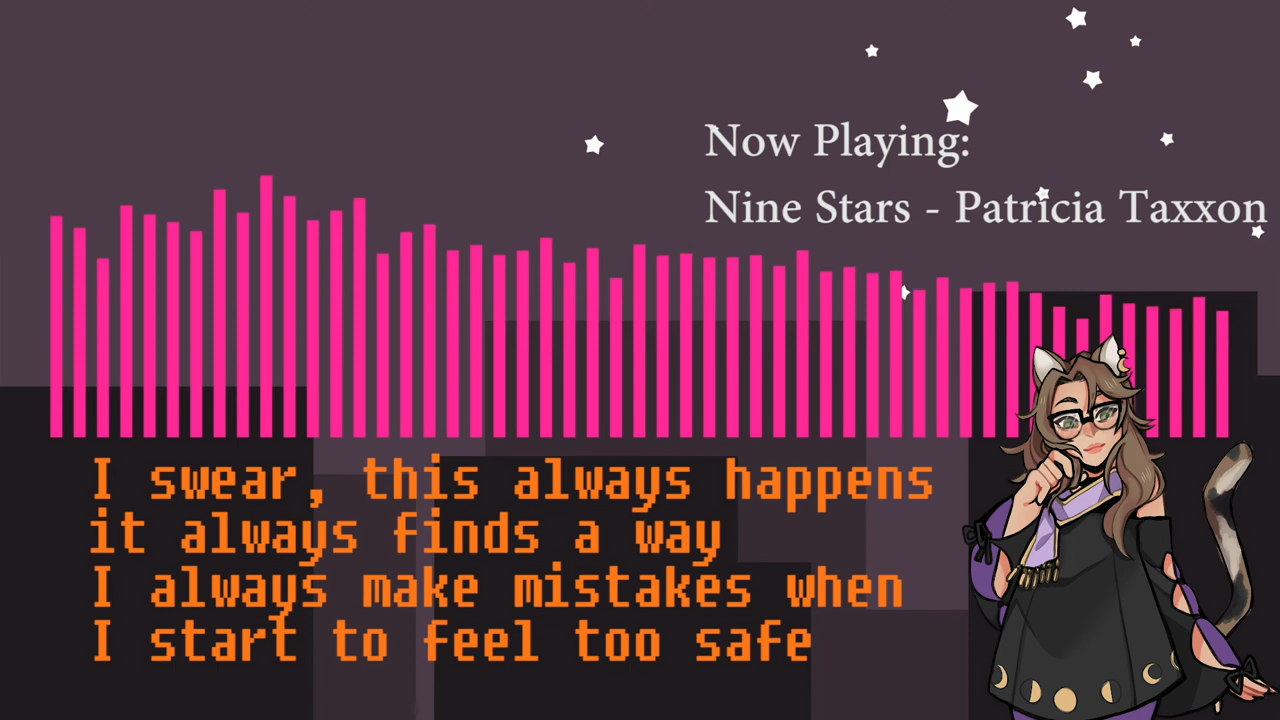 Now Playing:
Nine Stars - Patricia Taxxon
I swear, this always happens
it always finds a way
I always make mistakes when
I start to feel too safe